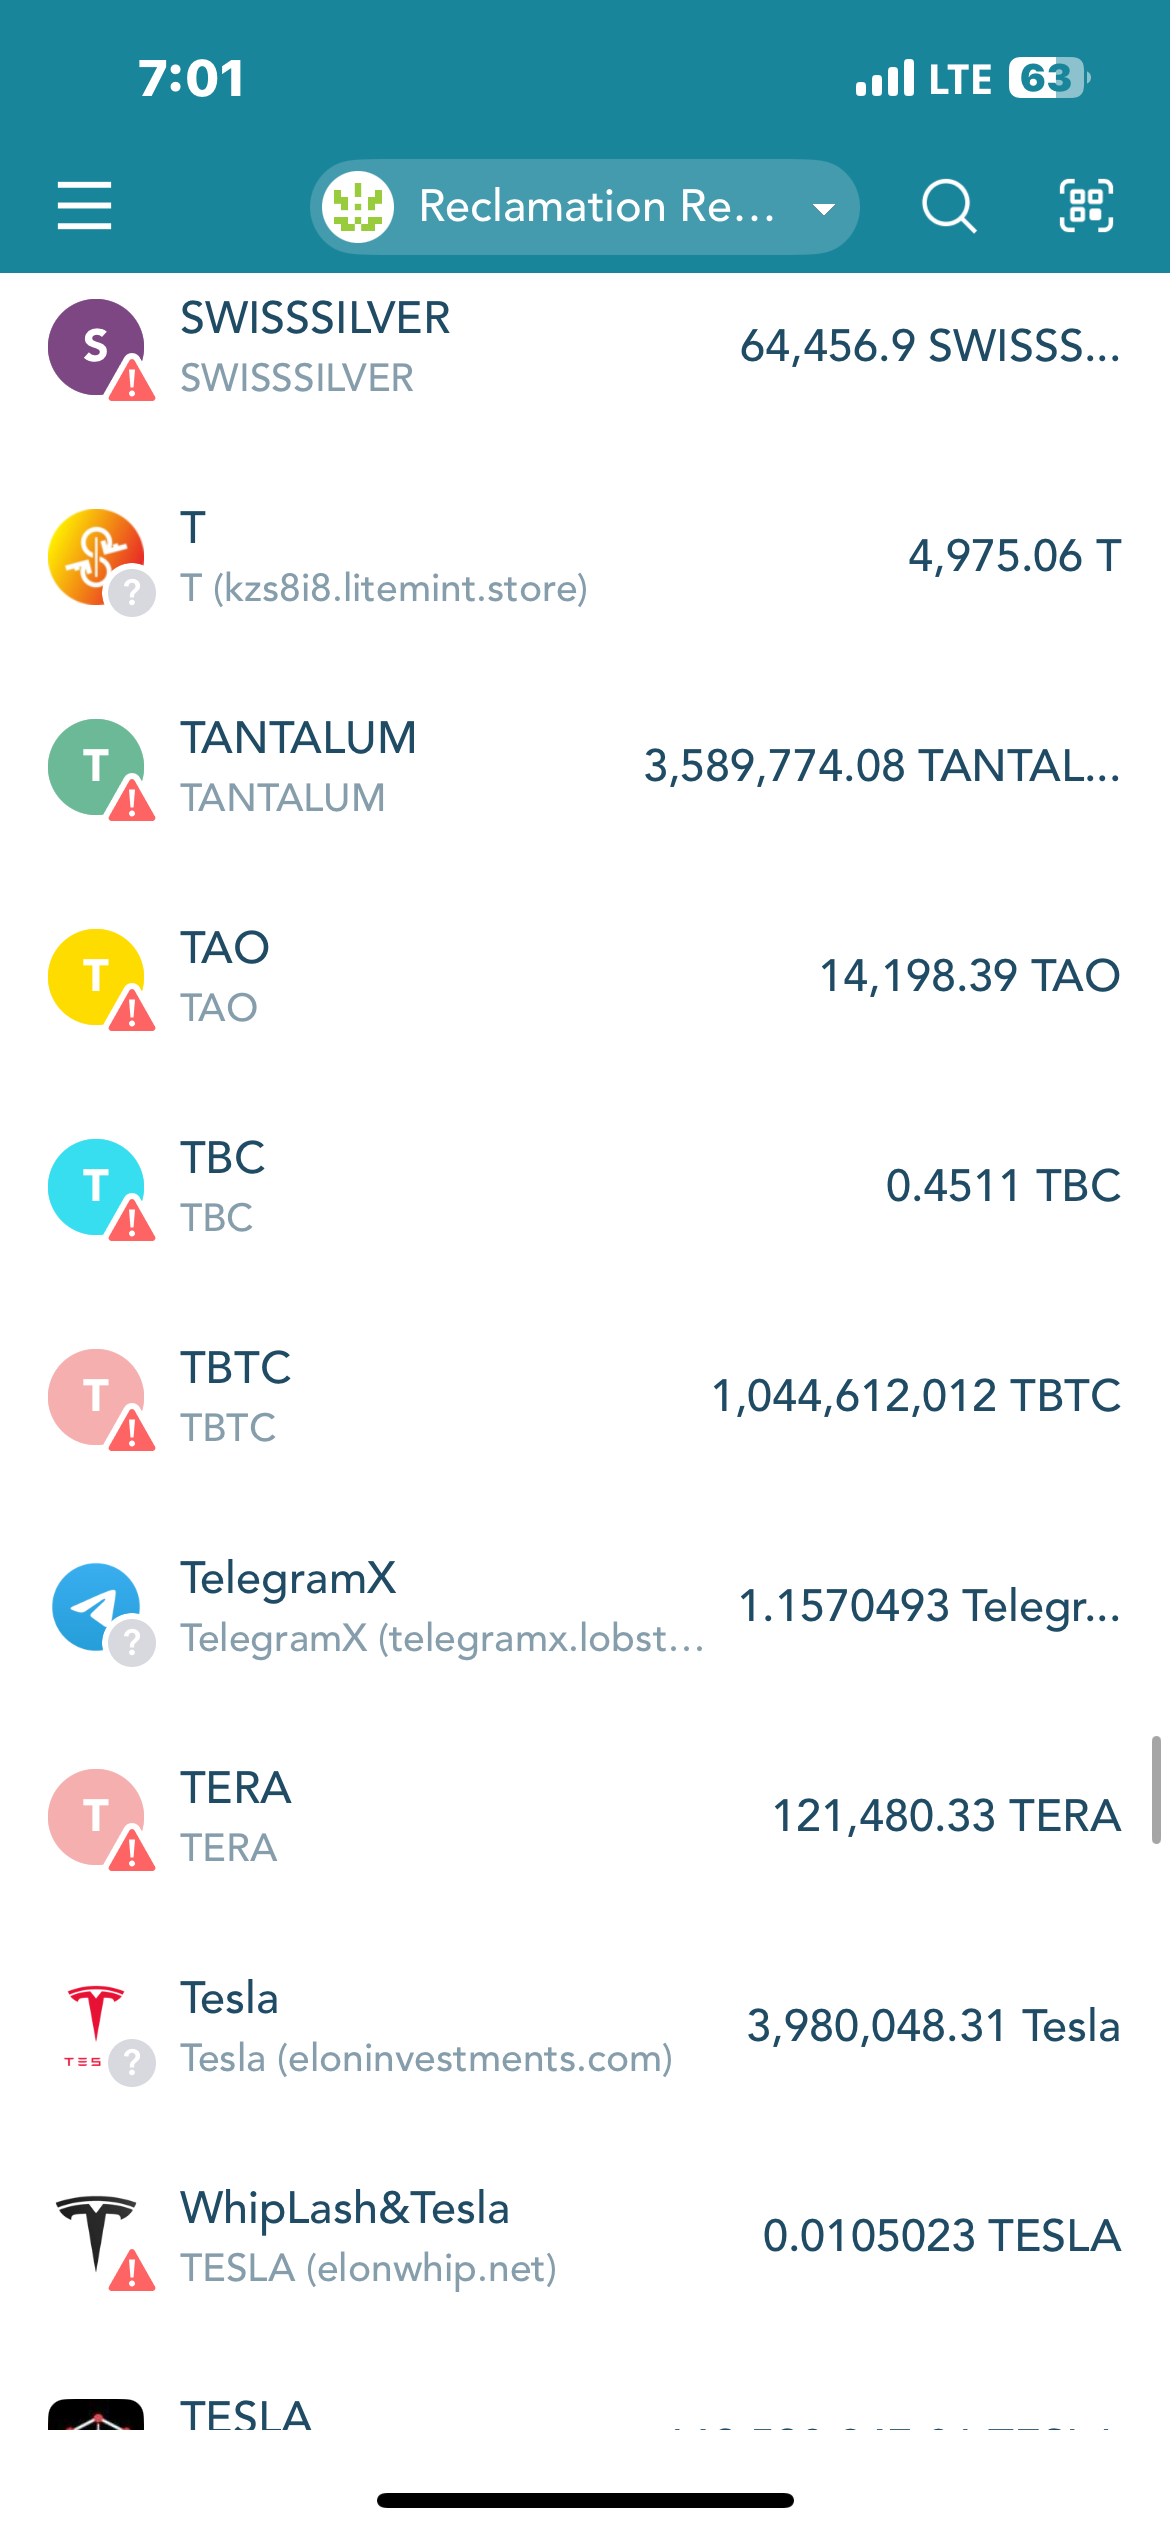 7:01
LTE 63
Reclamation Re...
S
SWISSSILVER
64,456.9 SWISSS...
SWISSSILVER
T
4,975.06 T
T (kzs8i8.litemint.store)
?
T
TANTALUM
3,589,774.08 TANTAL...
TANTALUM
T
TAO
14,198.39 TAO
TAO
T
TBC
0.4511 TBC
TBC
T
TBTC
1,044,612,012 TBTC
TBTC
TelegramX
1.1570493 Telegr...
TelegramX (telegramx.lobst...
?
T
TERA
121,480.33 TERA
TERA
Tesla
3,980,048.31 Tesla
Tesla (eloninvestments.com)
TES
?
WhipLash&Tesla
0.0105023 TESLA
TESLA (elonwhip.net)
TESLA